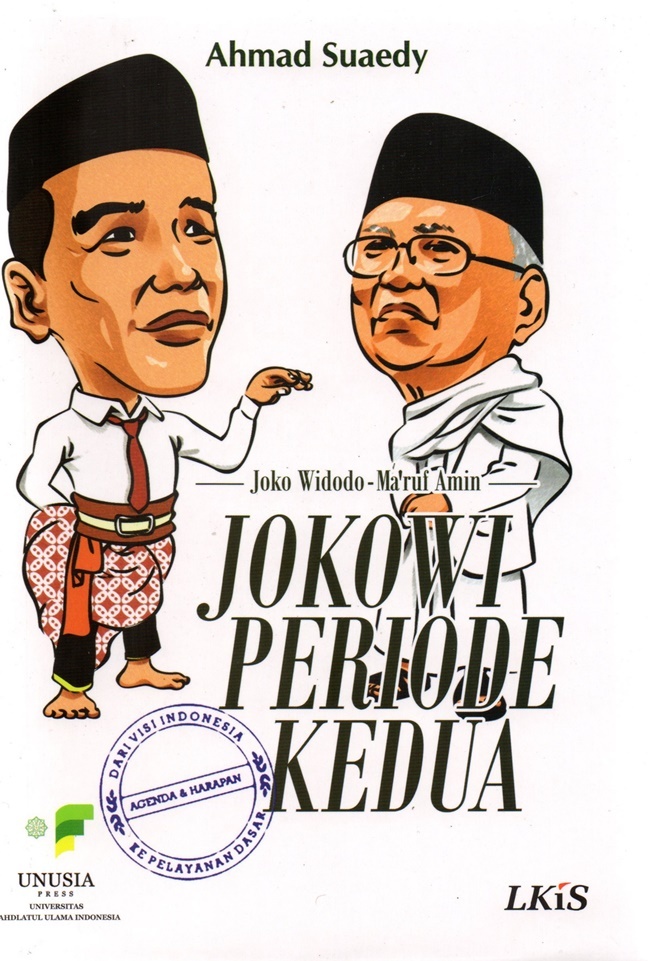 Ahmad Suaedy
Joko Widodo - Ma'ruf Amin
JOKOWI
PERIODE
KEDUA
DARI VISI INDONESIA
AGENDA & HARAPAN
KE PELAYANAN DASAR
UNUSIA
PRESS
UNIVERSITAS
AHDLATUL ULAMA INDONESIA
LKiS